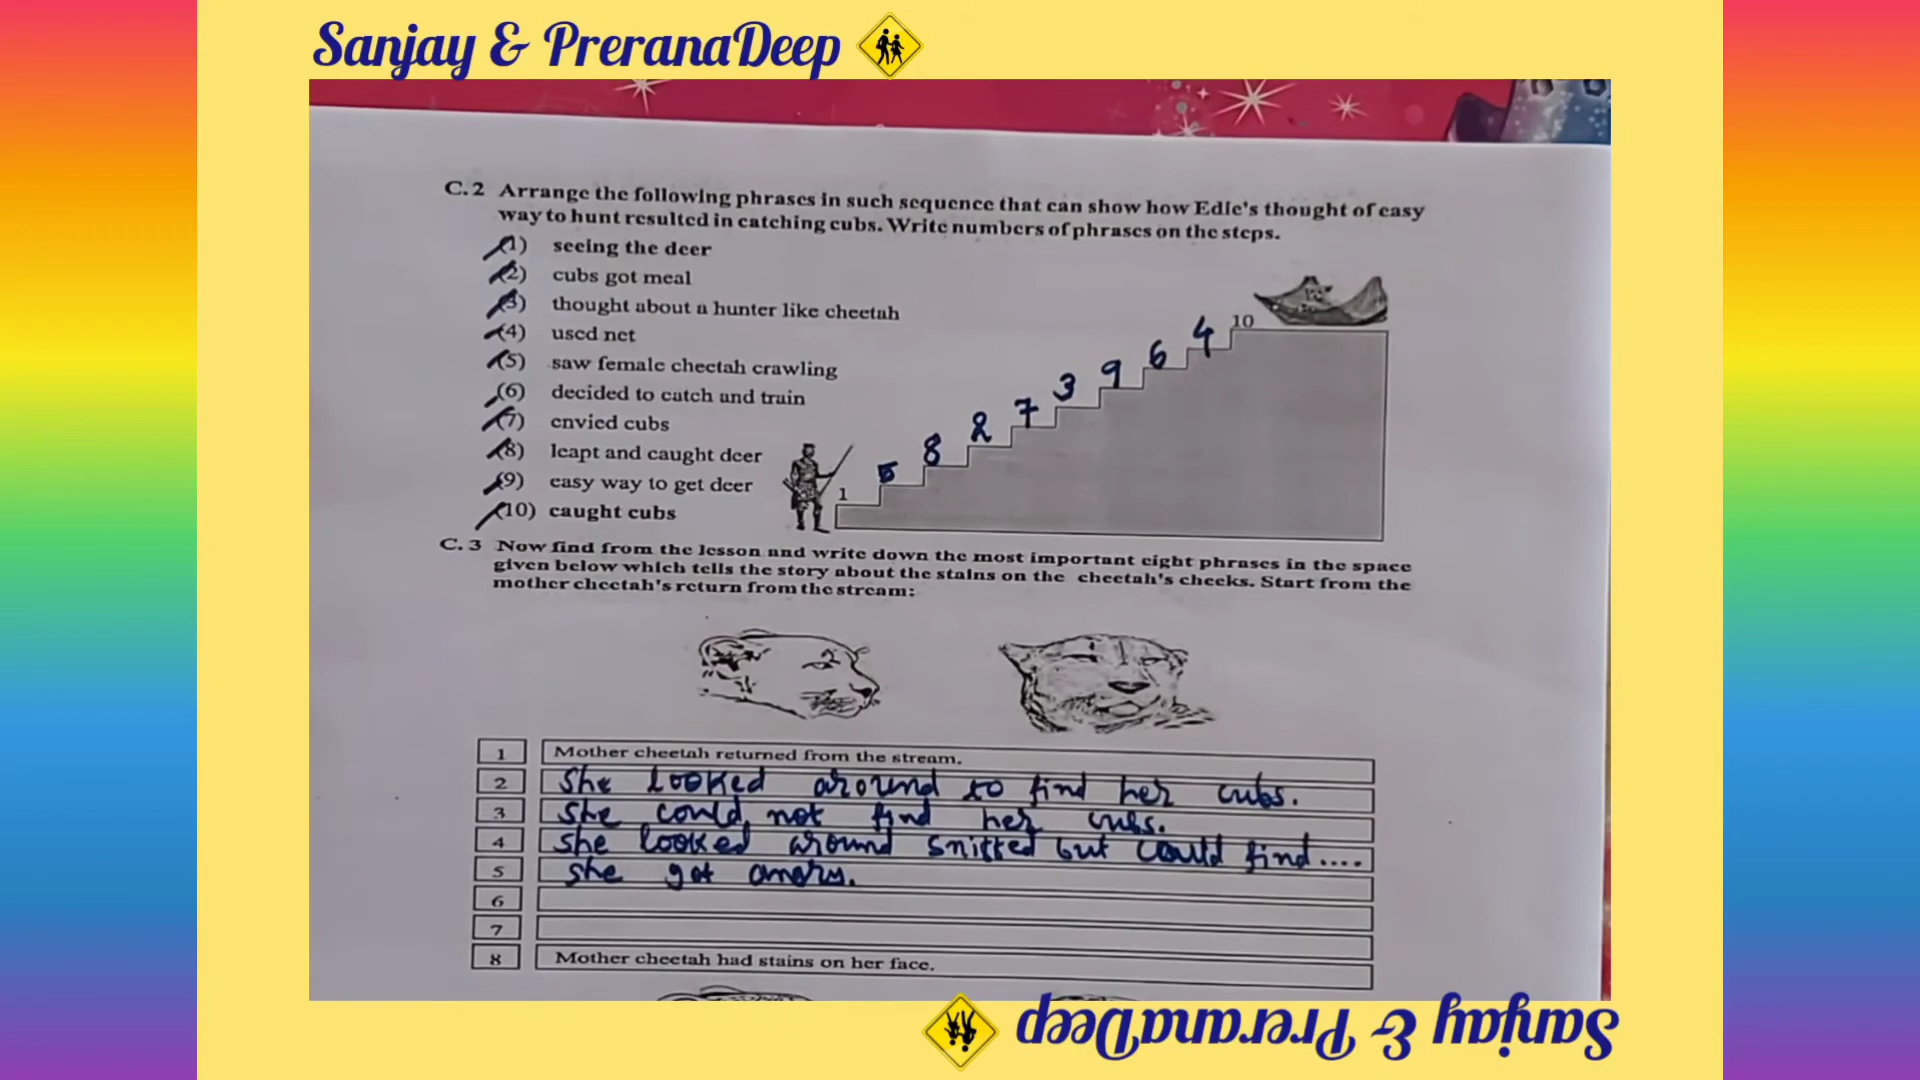 Sanjay & PreranaDeep
C.2 Arrange the following phrases in such sequence that can show how Edie's thought of easy
way to hunt resulted in catching cubs. Write numbers of phrases on the steps.
(1) seeing the deer
(2) cubs got meal
(3) thought about a hunter like cheetah
(4) used net
(5) saw female cheetah crawling
(6) decided to catch and train
(7) envied cubs
(8) leapt and caught deer
(9) easy way to get deer
(10) caught cubs
1 5 8 2 7 3 9 6 4 10
C.3 Now find from the lesson and write down the most important eight phrases in the space
given below which tells the story about the stains on the cheetah's cheeks. Start from the
mother cheetah's return from the stream:
1 Mother cheetah returned from the stream.
2 She looked around to find her cubs.
3 She could not find her cubs.
4 She looked around snitted but could find....
5 She got angry.
6
7
8 Mother cheetah had stains on her face.
Sanjay & PreranaDeep